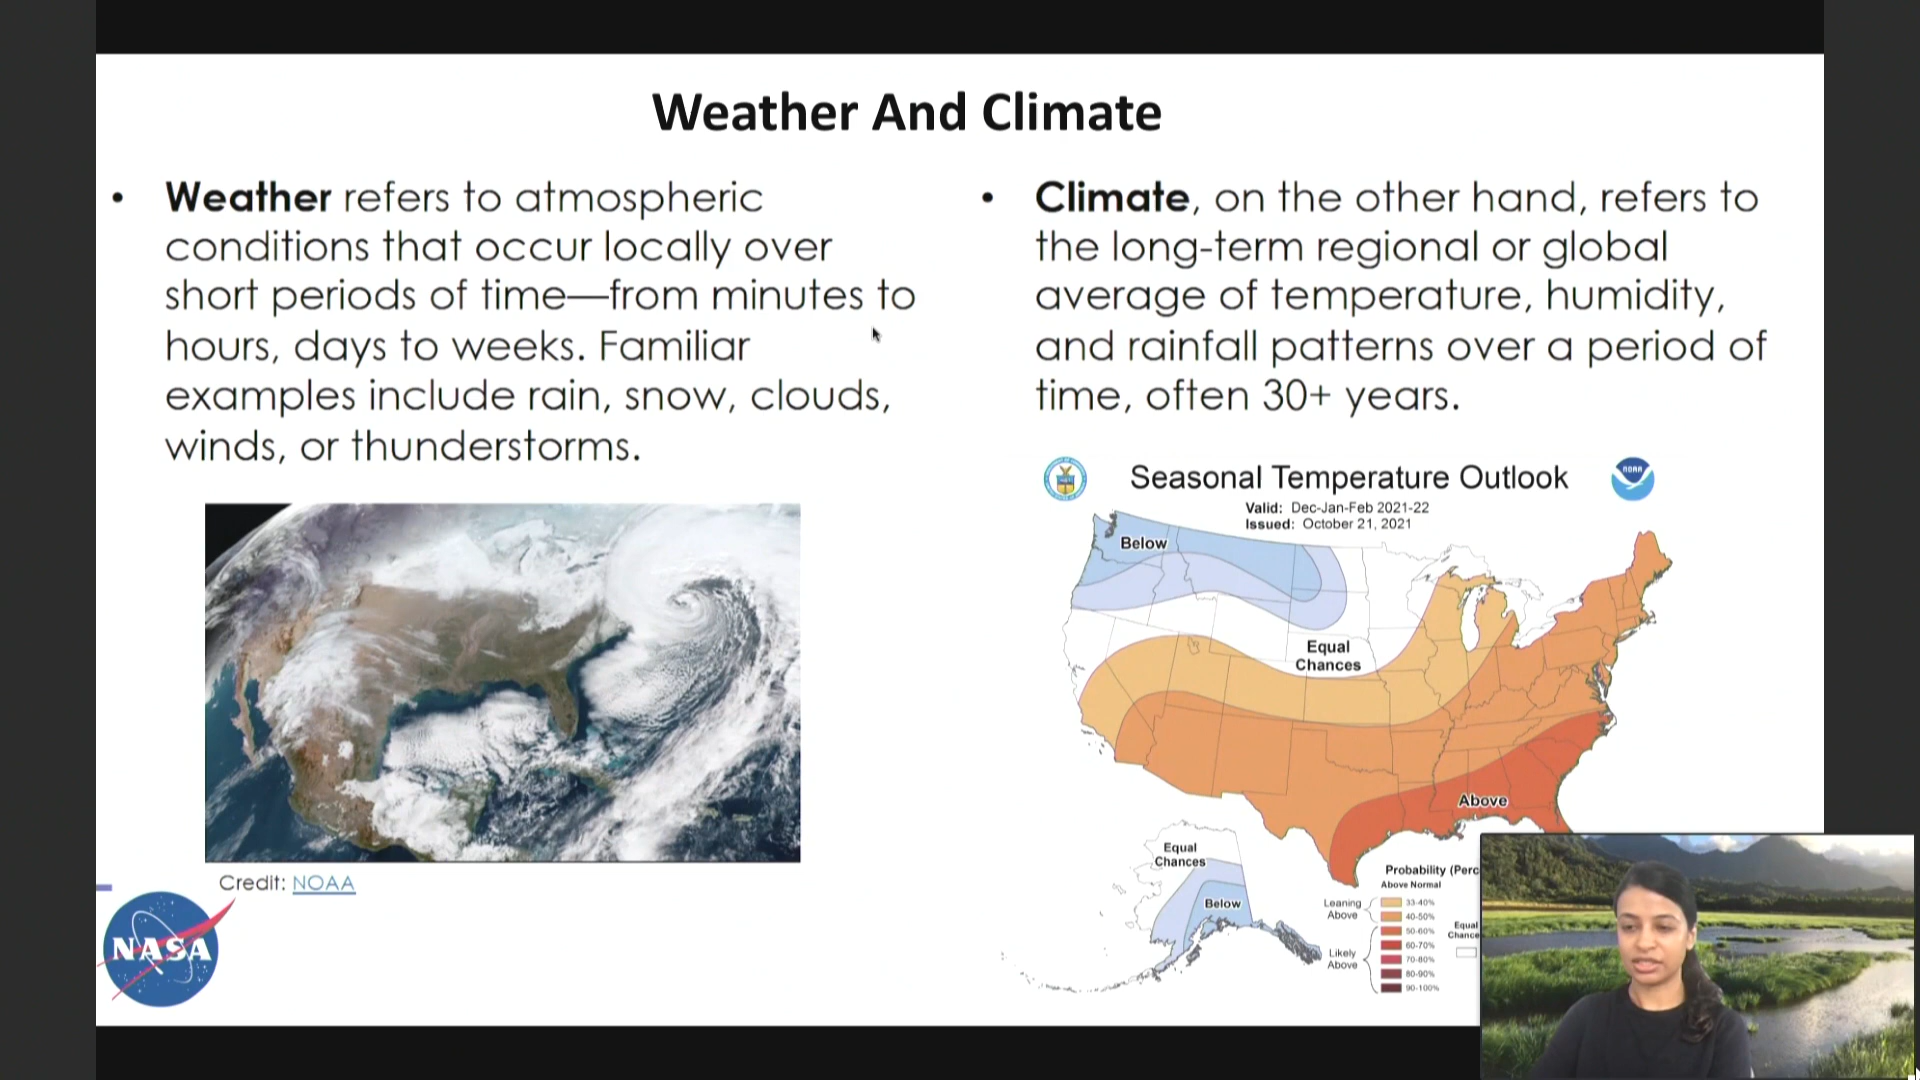 Weather And Climate
• Weather refers to atmospheric
conditions that occur locally over
short periods of time—from minutes to
hours, days to weeks. Familiar
examples include rain, snow, clouds,
winds, or thunderstorms.
Credit: NOAA
NASA
• Climate, on the other hand, refers to
the long-term regional or global
average of temperature, humidity,
and rainfall patterns over a period of
time, often 30+ years.
Seasonal Temperature Outlook
NOAA
Valid: Dec-Jan-Feb 2021-22
Issued: October 21, 2021
Below
Equal
Chances
Above
Equal
Chances
Below
Probability (Perc
Above Normal
Leaning
Above
33-40%
40-50%
50-60%
Likely
Above
60-70%
70-80%
80-90%
90-100%
Equal
Chance